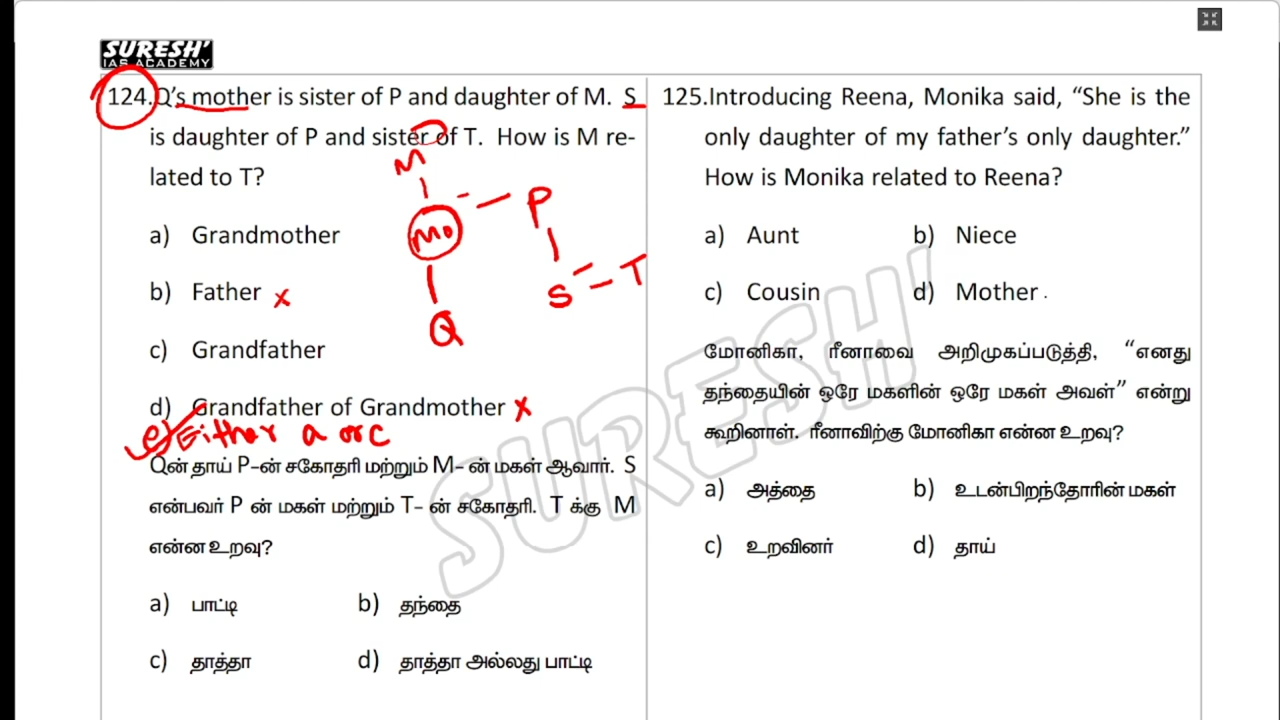 SURESH'
IAS ACADEMY
124.Q's mother is sister of P and daughter of M. S
is daughter of P and sister of T. How is M re-
lated to T?
a) Grandmother
b) Father x
c) Grandfather
d) Grandfather of Grandmother x
e) Either a or c
M
Mo P
S T
Q
Qன் தாய் P-ன் சகோதரி மற்றும் M-ன் மகள் ஆவார். S
என்பவர் P ன் மகள் மற்றும் T-ன் சகோதரி. T க்கு M
என்ன உறவு?
a) பாட்டி b) தந்தை
c) தாத்தா d) தாத்தா அல்லது பாட்டி
125.Introducing Reena, Monika said, “She is the
only daughter of my father's only daughter.”
How is Monika related to Reena?
a) Aunt b) Niece
c) Cousin d) Mother
மோனிகா, ரீனாவை அறிமுகப்படுத்தி, “எனது
தந்தையின் ஒரே மகளின் ஒரே மகள் அவள்” என்று
கூறினாள். ரீனாவிற்கு மோனிகா என்ன உறவு?
a) அத்தை b) உடன்பிறந்தோரின் மகள்
c) உறவினர் d) தாய்
SURESH'